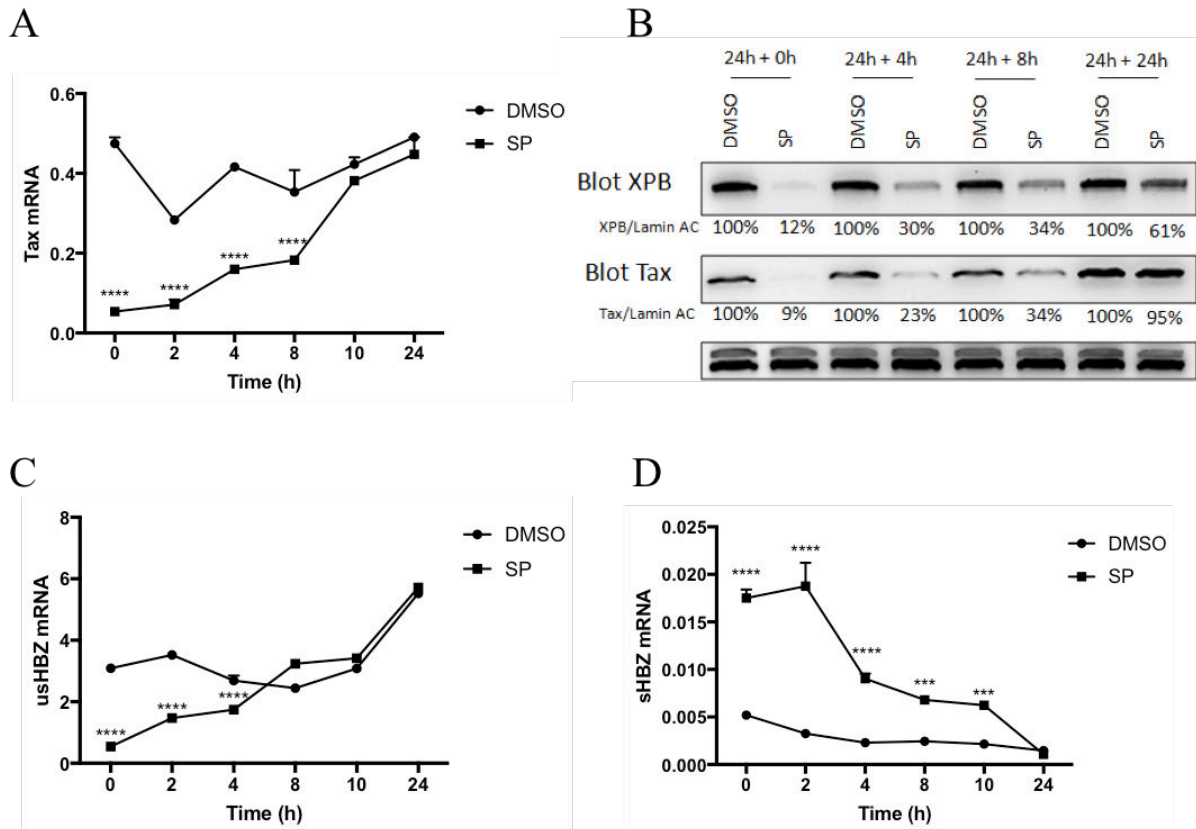 A
Tax mRNA
0.6
0.4
0.2
0.0
**** **** **** ****
0 2 4 8 10 24
Time (h)
DMSO
SP
B
24h + 0h 24h + 4h 24h + 8h 24h + 24h
DMSO SP DMSO SP DMSO SP DMSO SP
Blot XPB
XPB/Lamin AC 100% 12% 100% 30% 100% 34% 100% 61%
Blot Tax
Tax/Lamin AC 100% 9% 100% 23% 100% 34% 100% 95%
C
usHBZ mRNA
8
6
4
2
0
**** **** ****
0 2 4 8 10 24
Time (h)
DMSO
SP
D
sHBZ mRNA
0.025
0.020
0.015
0.010
0.005
0.000
**** **** **** *** ***
0 2 4 8 10 24
Time (h)
DMSO
SP